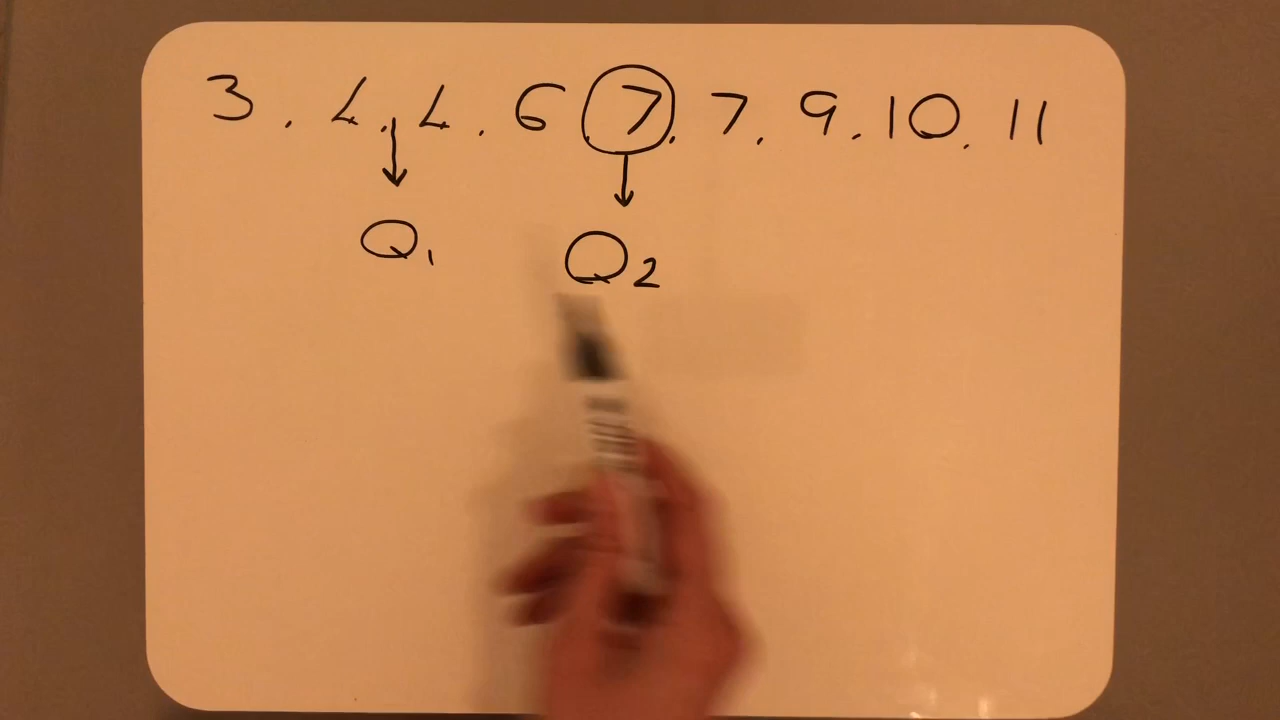 3, 4, 4, 6, 7, 7, 9, 10, 11
Q1 Q2